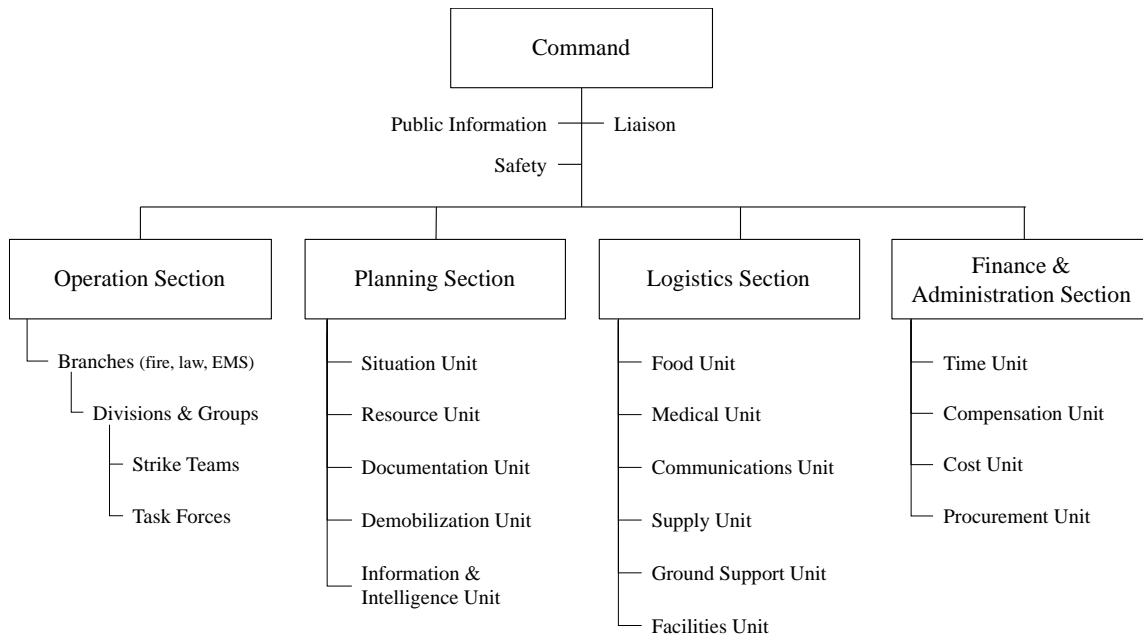 Command
Public Information
Liaison
Safety
Operation Section
Planning Section
Logistics Section
Finance &
Administration Section
Branches (fire, law, EMS)
Divisions & Groups
Strike Teams
Task Forces
Situation Unit
Resource Unit
Documentation Unit
Demobilization Unit
Information &
Intelligence Unit
Food Unit
Medical Unit
Communications Unit
Supply Unit
Ground Support Unit
Facilities Unit
Time Unit
Compensation Unit
Cost Unit
Procurement Unit